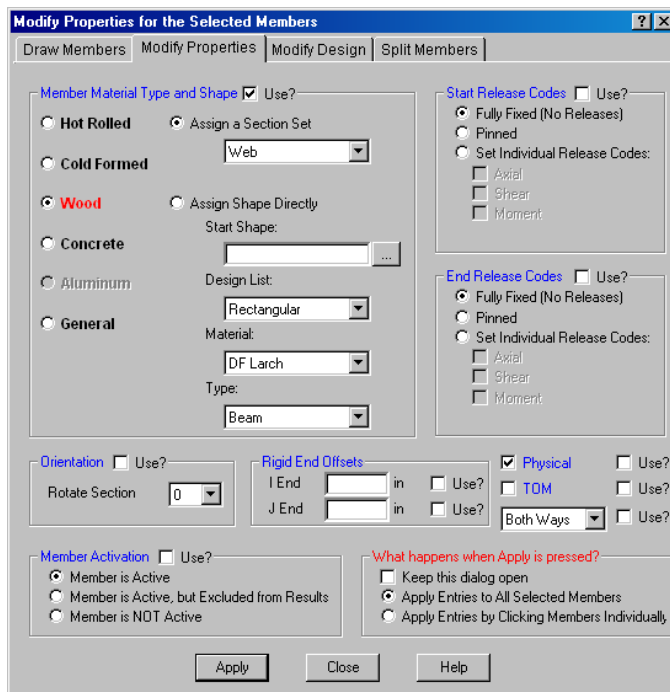 Modify Properties for the Selected Members
Draw Members Modify Properties Modify Design Split Members
Member Material Type and Shape Use?
Hot Rolled
Cold Formed
Wood
Concrete
Aluminum
General
Assign a Section Set
Web
Assign Shape Directly
Start Shape:
...
Design List:
Rectangular
Material:
DF Larch
Type:
Beam
Start Release Codes Use?
Fully Fixed (No Releases)
Pinned
Set Individual Release Codes:
Axial
Shear
Moment
End Release Codes Use?
Fully Fixed (No Releases)
Pinned
Set Individual Release Codes:
Axial
Shear
Moment
Orientation Use?
Rotate Section 0
Rigid End Offsets
I End in Use?
J End in Use?
Physical Use?
TOM Use?
Both Ways Use?
Member Activation Use?
Member is Active
Member is Active, but Excluded from Results
Member is NOT Active
What happens when Apply is pressed?
Keep this dialog open
Apply Entries to All Selected Members
Apply Entries by Clicking Members Individually
Apply Close Help